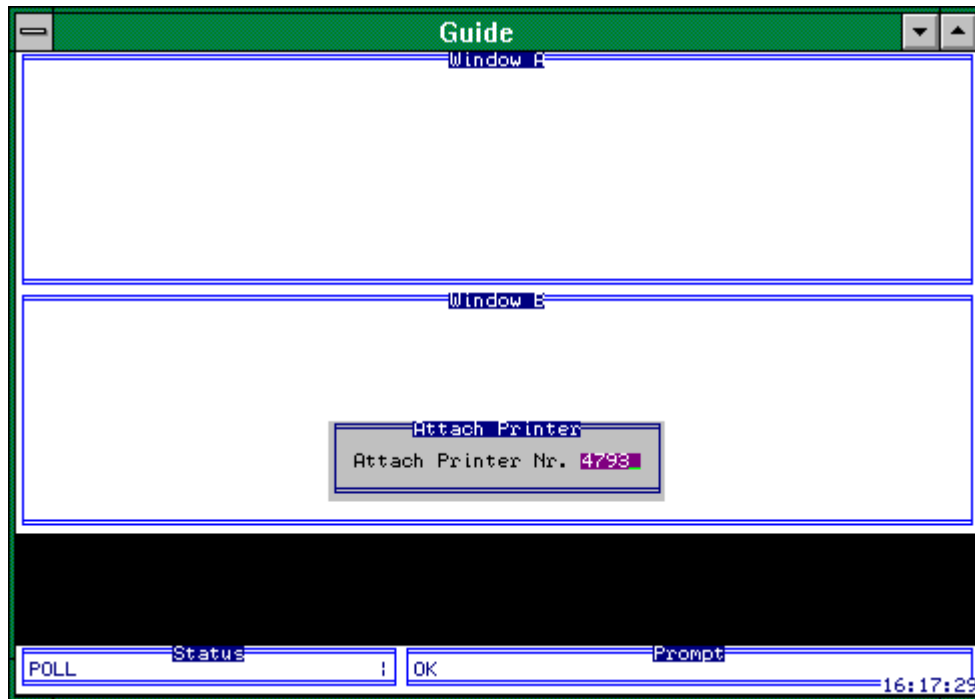 Guide
Window A
Window B
Attach Printer
Attach Printer Nr. 4793
Status
POLL ¦
Prompt
OK
16:17:29